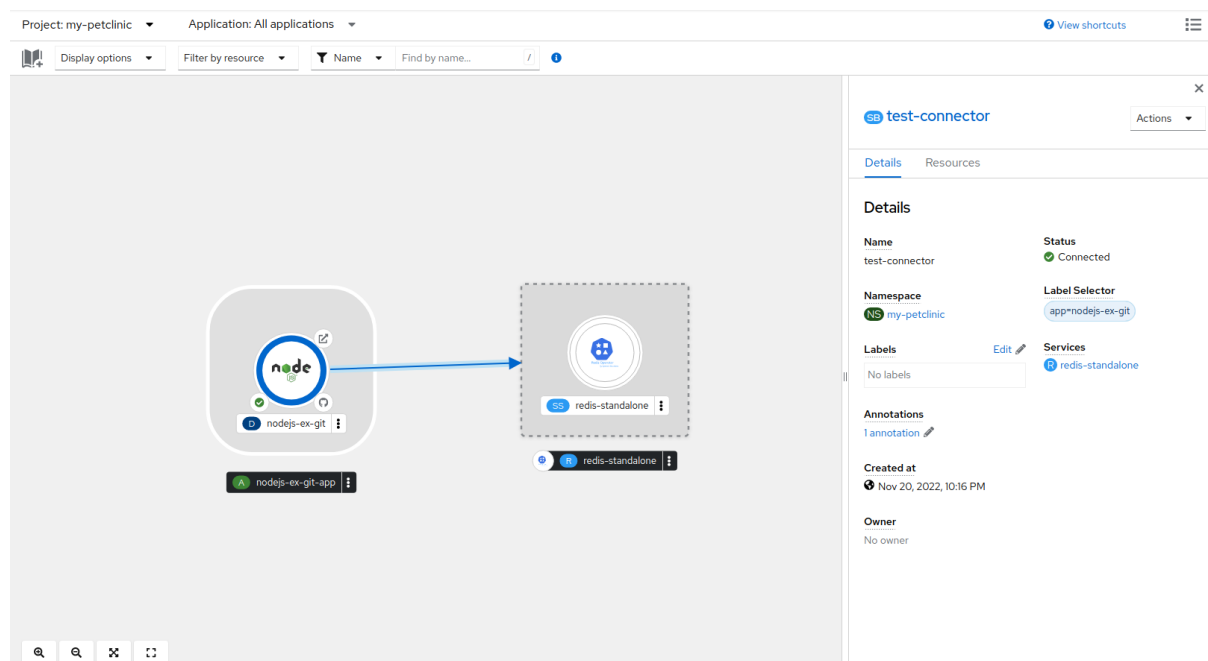 Project: my-petclinic Application: All applications View shortcuts
Display options Filter by resource Name Find by name... /
SB test-connector
Actions
Details Resources
Details
Name
test-connector
Status
Connected
Namespace
NS my-petclinic
Label Selector
app=nodejs-ex-git
Labels Edit
No labels
Services
R redis-standalone
Annotations
1 annotation
Created at
Nov 20, 2022, 10:16 PM
Owner
No owner
node
JS
D nodejs-ex-git
A nodejs-ex-git-app
SS redis-standalone
R redis-standalone